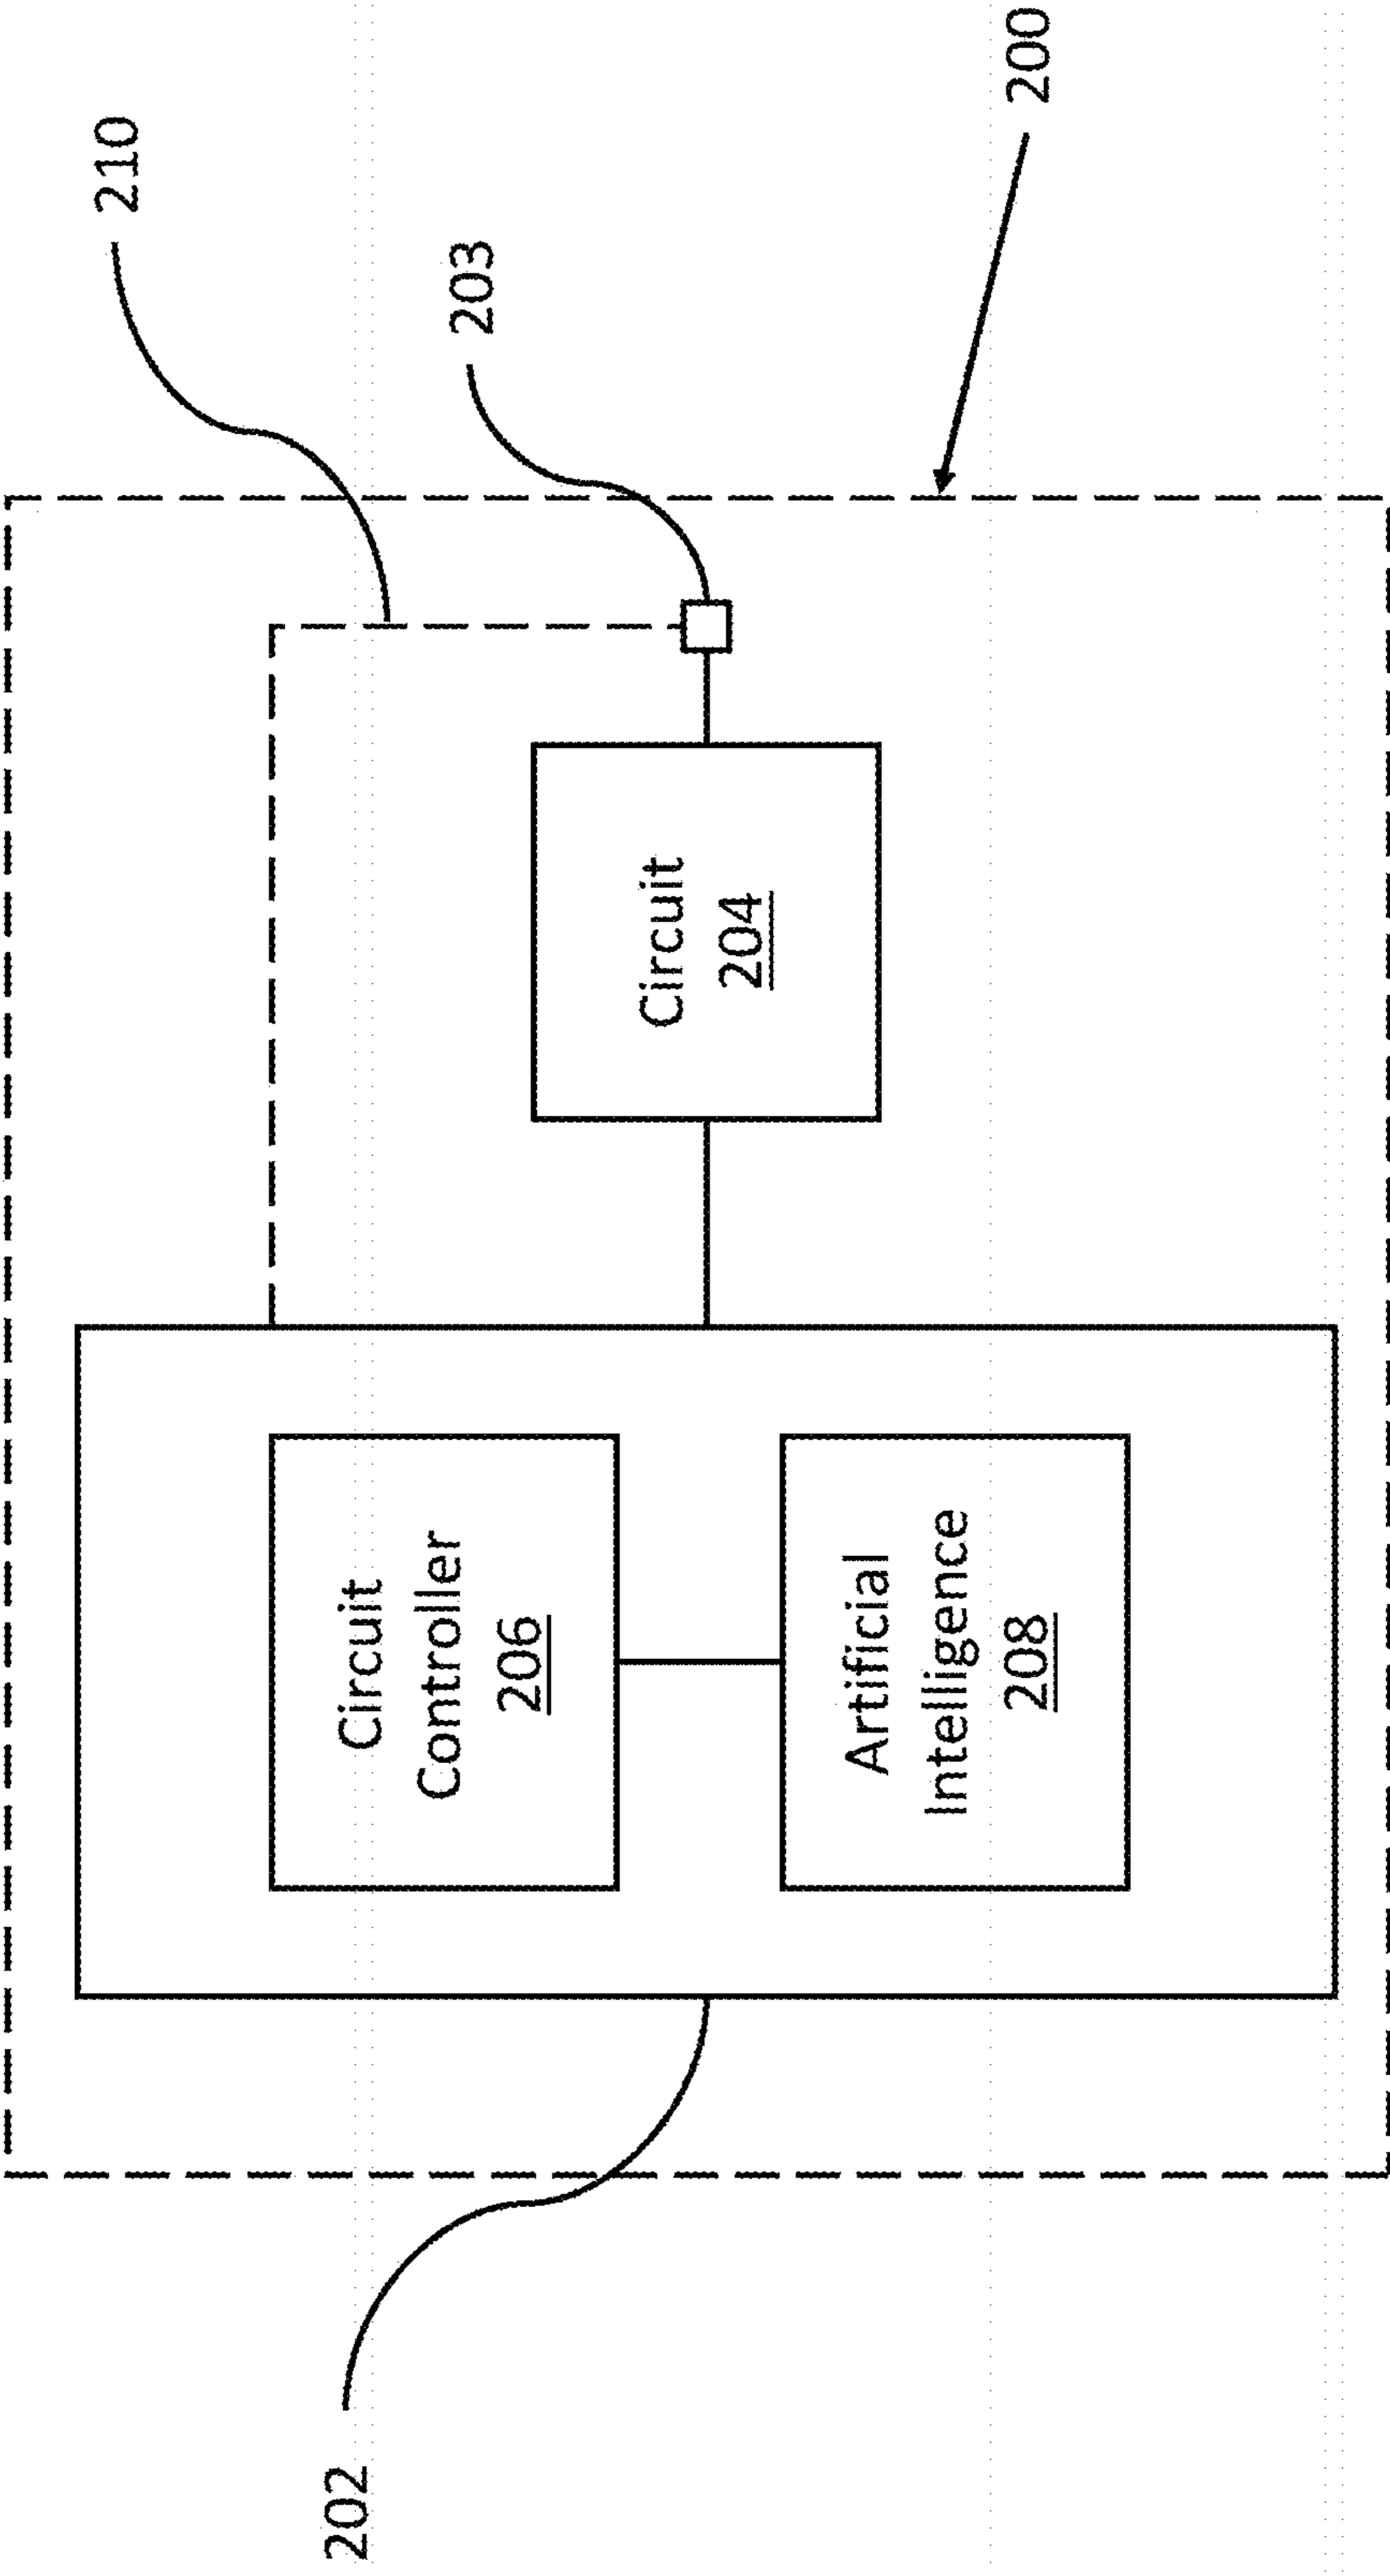 202
Circuit
Controller
206
Artificial
Intelligence
208
Circuit
204
210
203
200